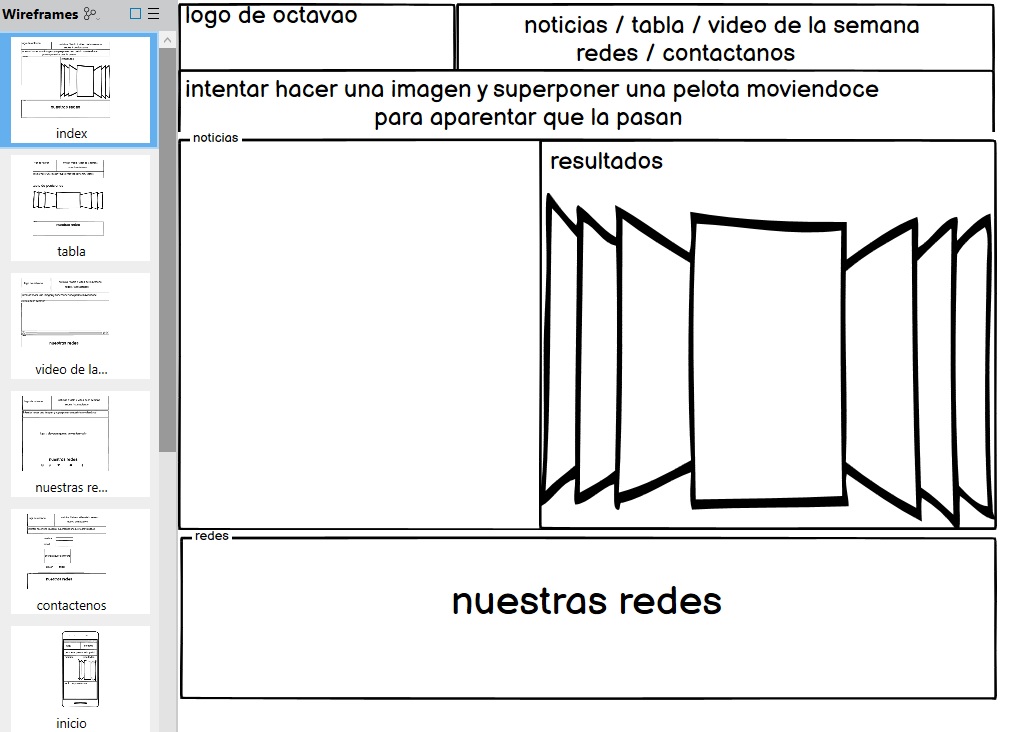 Wireframes
index
tabla
video de la...
nuestras re...
contactenos
inicio
logo de octavao
noticias / tabla / video de la semana
redes / contactanos
intentar hacer una imagen y superponer una pelota moviendoce
para aparentar que la pasan
noticias
resultados
redes
nuestras redes